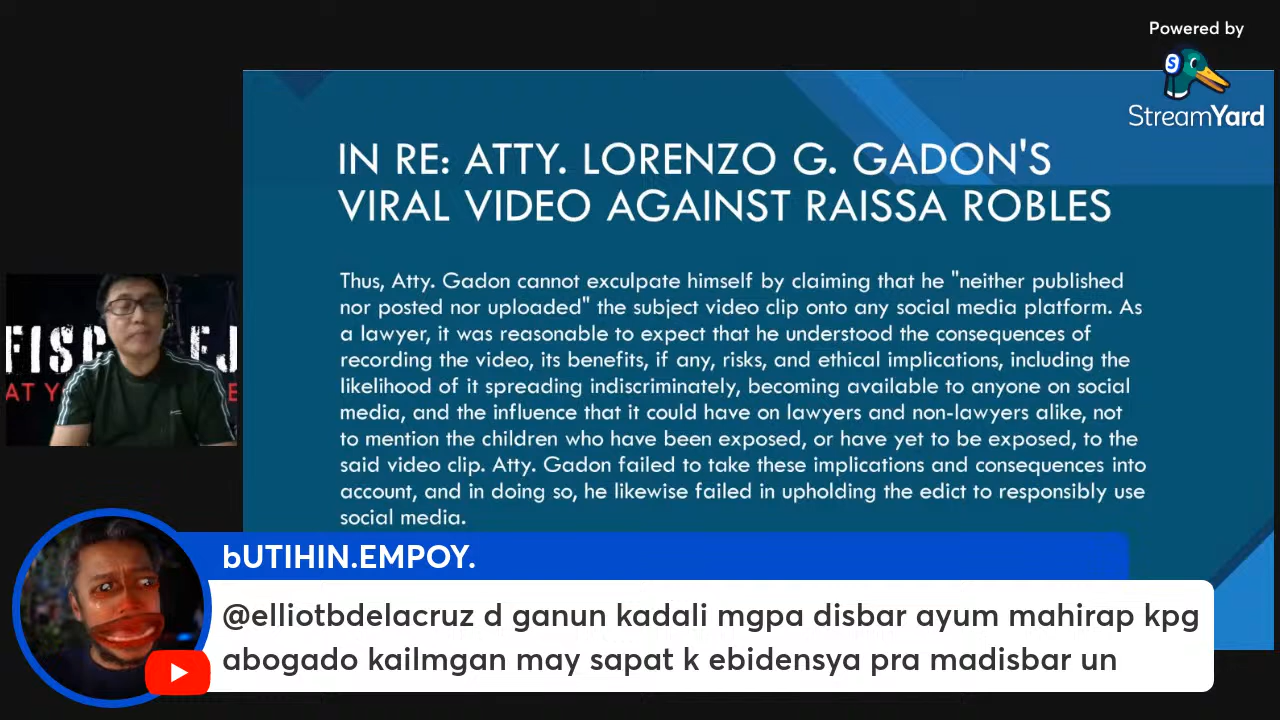 Powered by
StreamYard
IN RE: ATTY. LORENZO G. GADON'S
VIRAL VIDEO AGAINST RAISSA ROBLES
Thus, Atty. Gadon cannot exculpate himself by claiming that he "neither published
nor posted nor uploaded" the subject video clip onto any social media platform. As
a lawyer, it was reasonable to expect that he understood the consequences of
recording the video, its benefits, if any, risks, and ethical implications, including the
likelihood of it spreading indiscriminately, becoming available to anyone on social
media, and the influence that it could have on lawyers and non-lawyers alike, not
to mention the children who have been exposed, or have yet to be exposed, to the
said video clip. Atty. Gadon failed to take these implications and consequences into
account, and in doing so, he likewise failed in upholding the edict to responsibly use
social media.
bUTIHIN.EMPOY.
@elliotbdelacruz d ganun kadali mgpa disbar ayum mahirap kpg
abogado kailmgan may sapat k ebidensya pra madisbar un